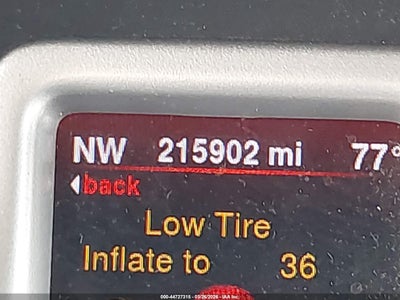 NW 215902 mi 77°
back
Low Tire
Inflate to 36